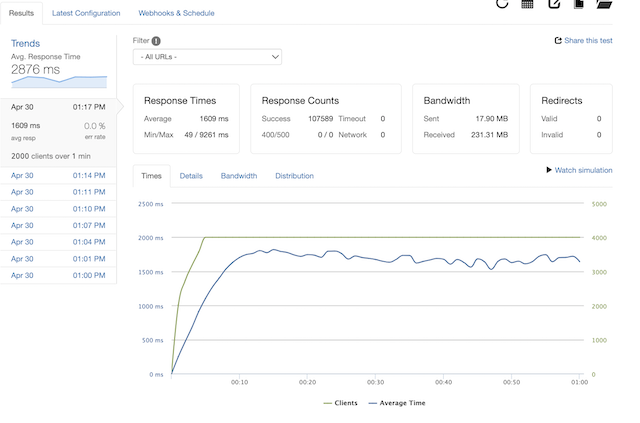 Results
Latest Configuration
Webhooks & Schedule
Trends
Avg. Response Time
2876 ms
Apr 30 01:17 PM
1609 ms 0.0 %
avg resp err rate
2000 clients over 1 min
Apr 30 01:14 PM
Apr 30 01:11 PM
Apr 30 01:10 PM
Apr 30 01:07 PM
Apr 30 01:04 PM
Apr 30 01:01 PM
Apr 30 01:00 PM
Filter
- All URLs -
Share this test
Response Times
Average 1609 ms
Min/Max 49 / 9261 ms
Response Counts
Success 107589 Timeout 0
400/500 0 / 0 Network 0
Bandwidth
Sent 17.90 MB
Received 231.31 MB
Redirects
Valid 0
Invalid 0
Times Details Bandwidth Distribution
Watch simulation
2500 ms 5000
2000 ms 4000
1500 ms 3000
1000 ms 2000
500 ms 1000
0 ms 0
00:10 00:20 00:30 00:40 00:50 01:00
Clients Average Time